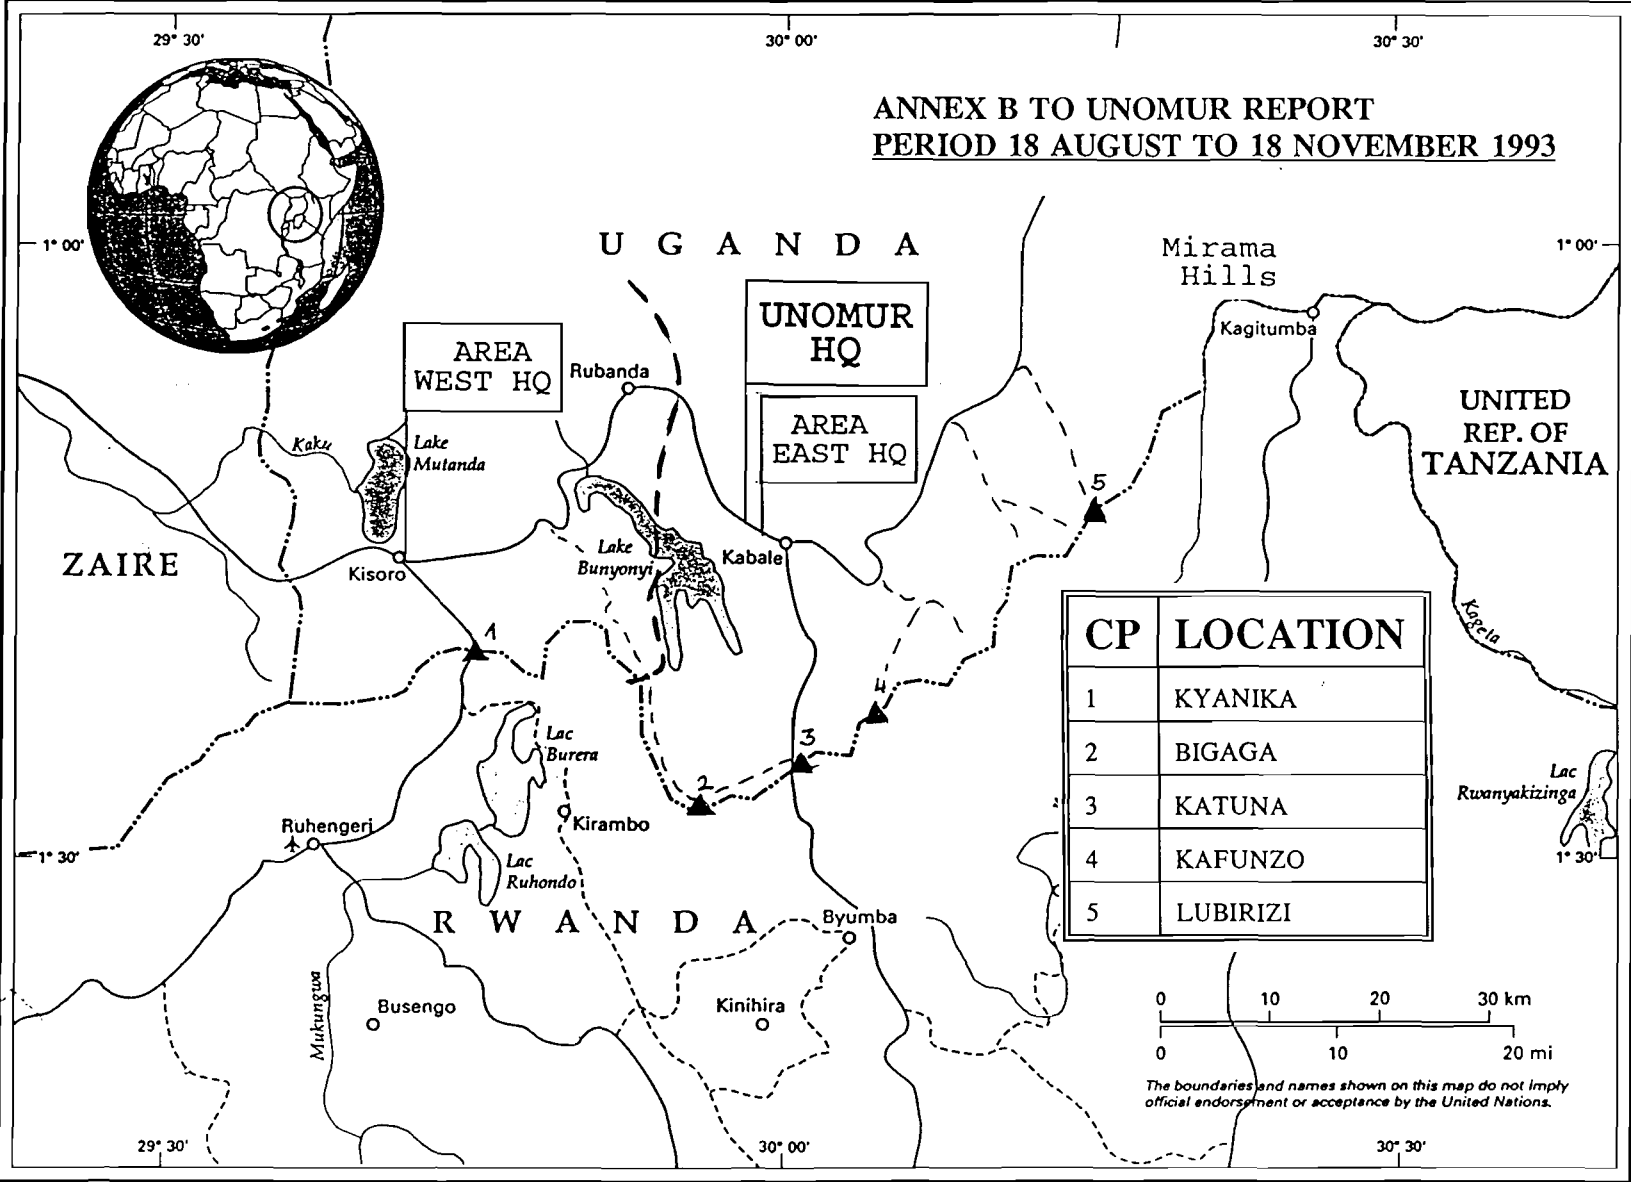 29° 30'
30° 00'
30° 30'
ANNEX B TO UNOMUR REPORT
PERIOD 18 AUGUST TO 18 NOVEMBER 1993
1° 00'
UGANDA
Mirama
Hills
1° 00'
UNOMUR
HQ
Kagitumba
AREA
WEST HQ
Rubanda
AREA
EAST HQ
UNITED
REP. OF
TANZANIA
Kaku
Lake
Mutanda
5
ZAIRE
Kisoro
Lake
Bunyonyi
Kabale
CP LOCATION
1 KYANIKA
2 BIGAGA
3 KATUNA
4 KAFUNZO
5 LUBIRIZI
Kagela
1
4
3
2
Lac
Burera
Lac
Rwanyakizinga
Kirambo
Ruhengeri
1° 30'
1° 30'
Lac
Ruhondo
RWANDA
Byumba
Mukungwa
Busengo
Kinihira
0 10 20 30 km
0 10 20 mi
The boundaries and names shown on this map do not imply
official endorsement or acceptance by the United Nations.
29° 30'
30° 00'
30° 30'